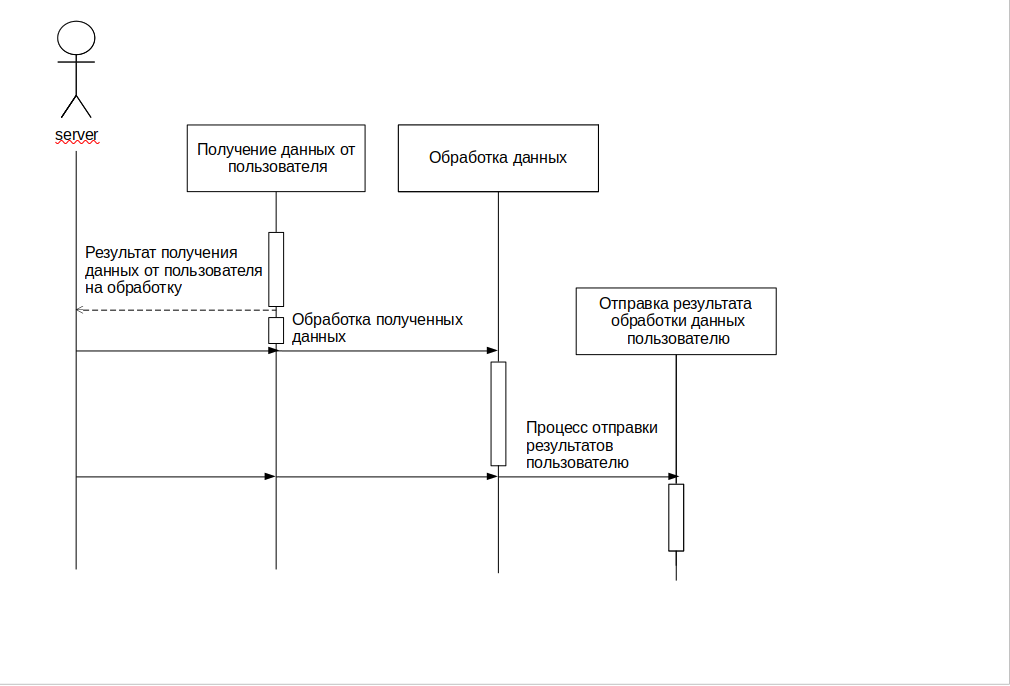 server
Получение данных от
пользователя
Обработка данных
Результат получения
данных от пользователя
на обработку
Отправка результата
обработки данных
пользователю
Обработка полученных
данных
Процесс отправки
результатов
пользователю